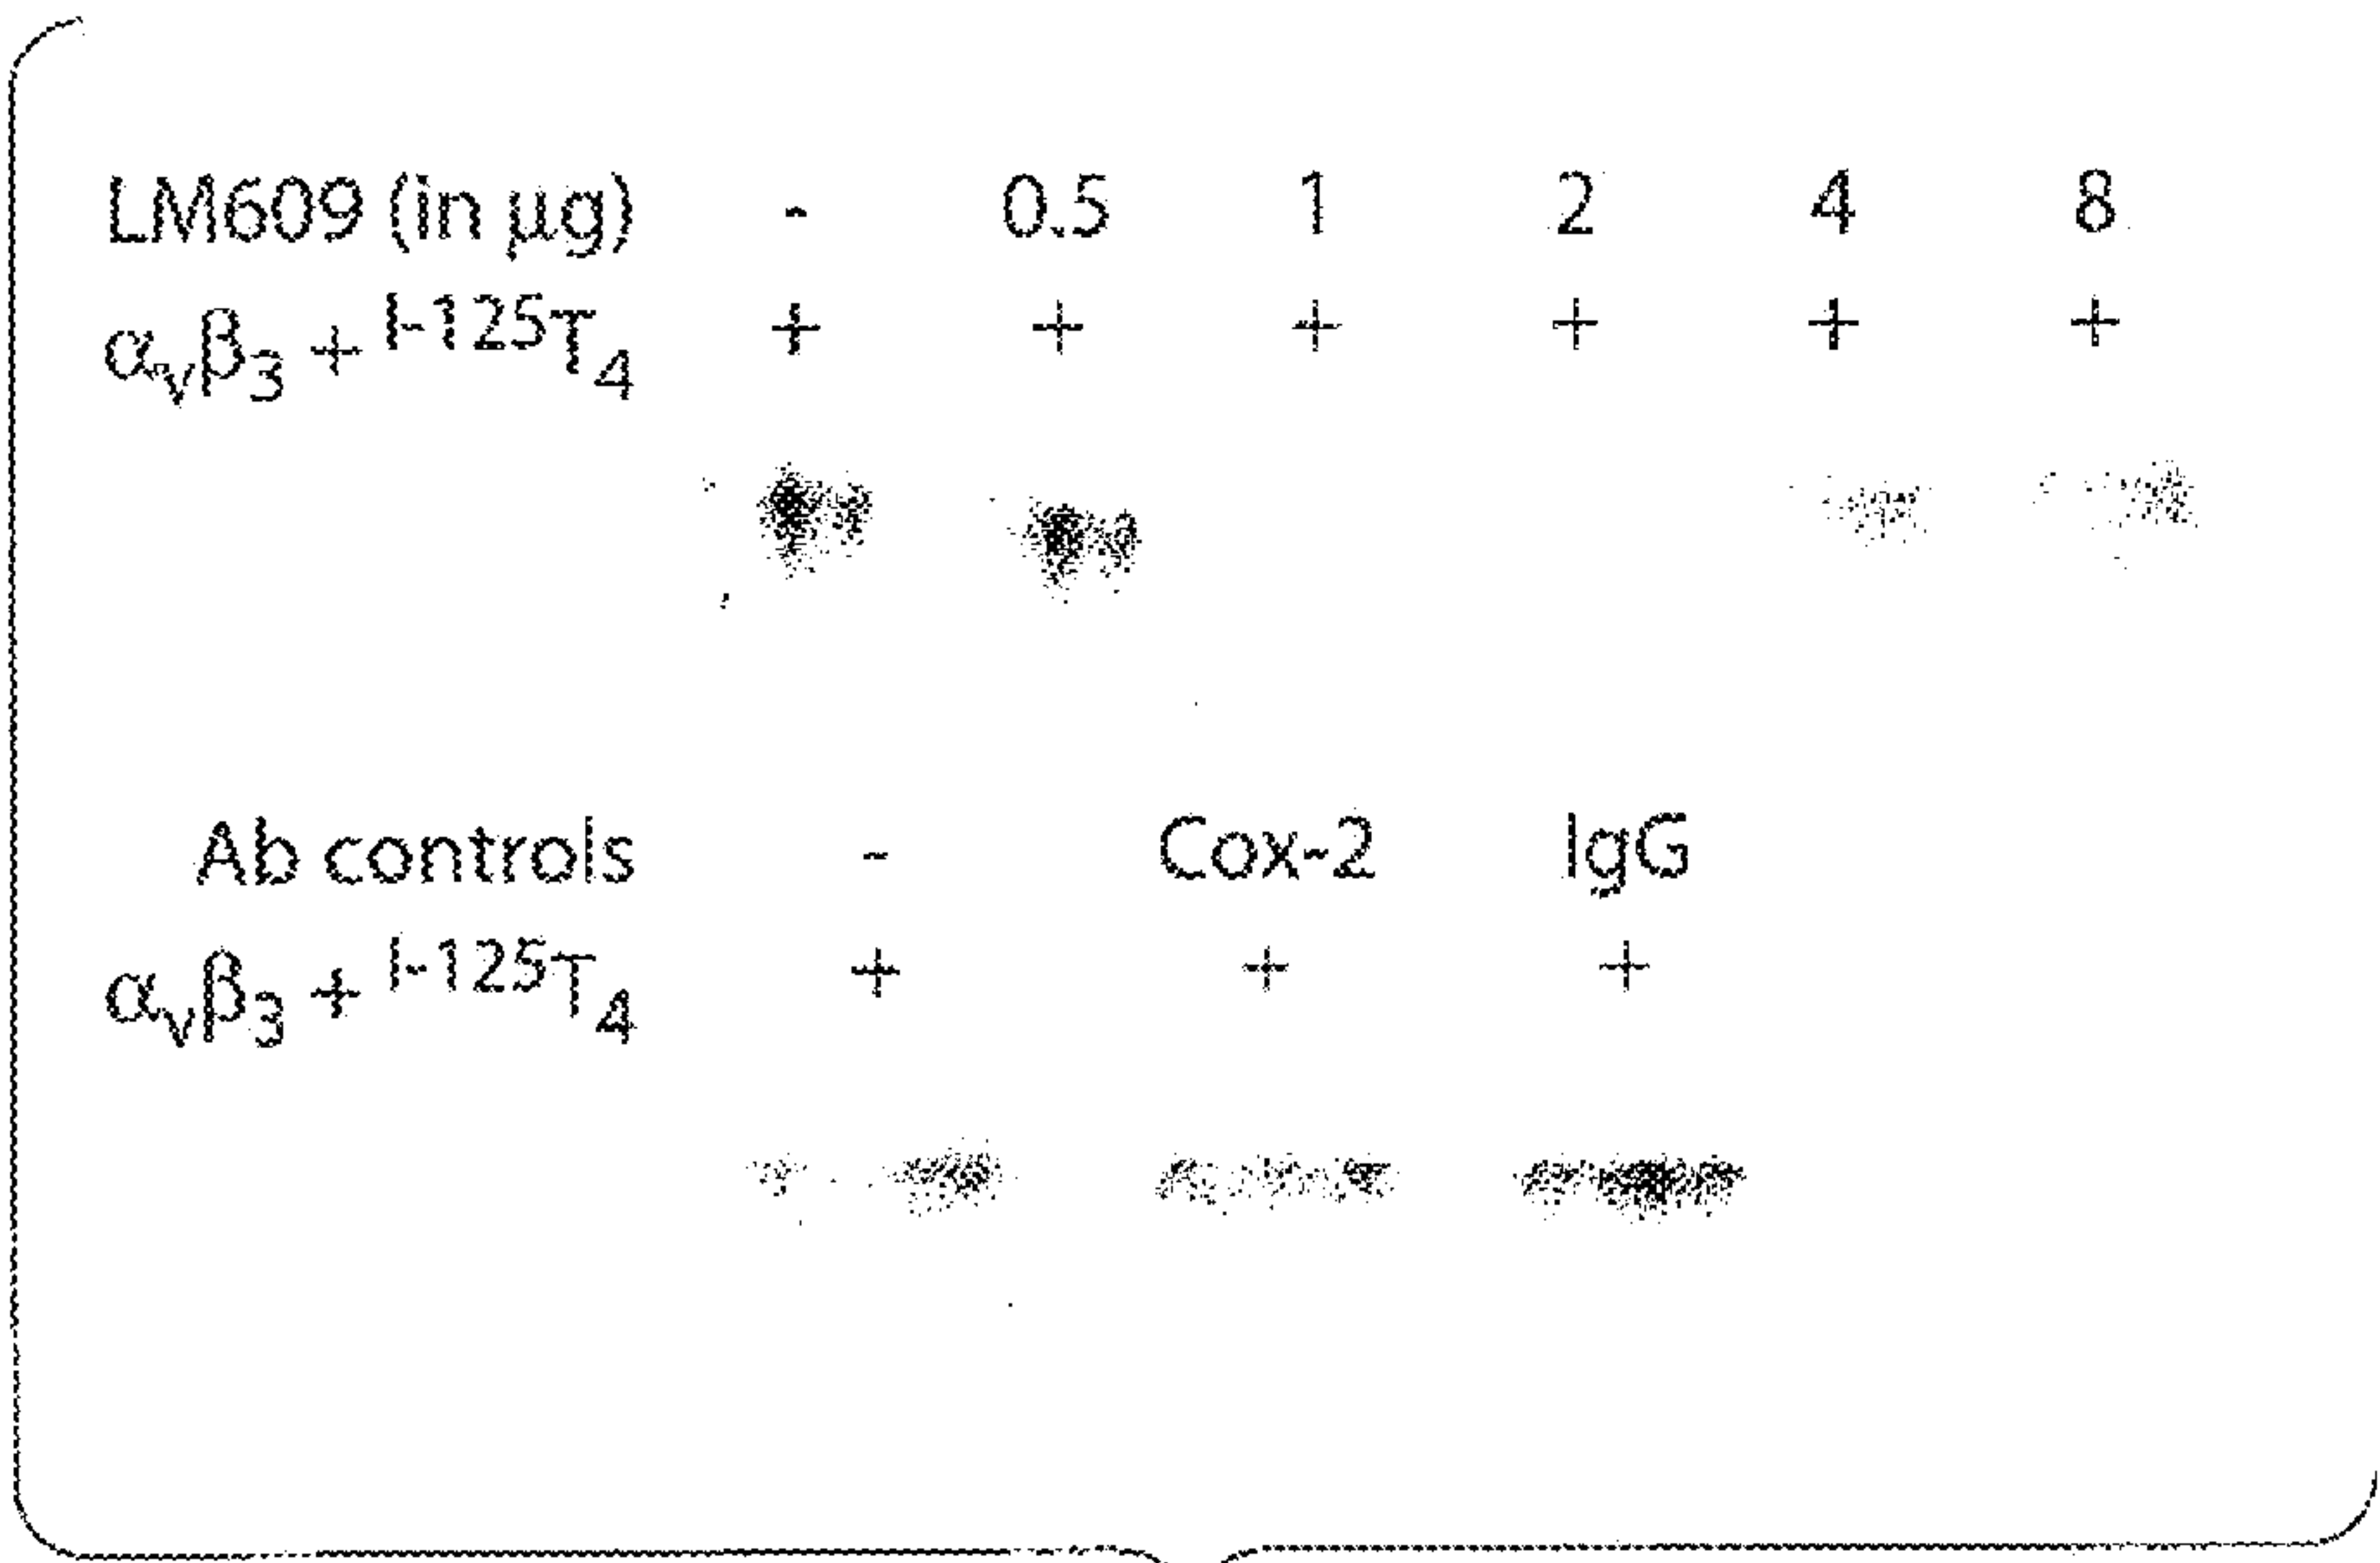 LM609 (in µg) - 0.5 1 2 4 8
αvβ3 + I-125T4 + + + + + +
Ab controls - Cox-2 IgG
αvβ3 + I-125T4 + + +